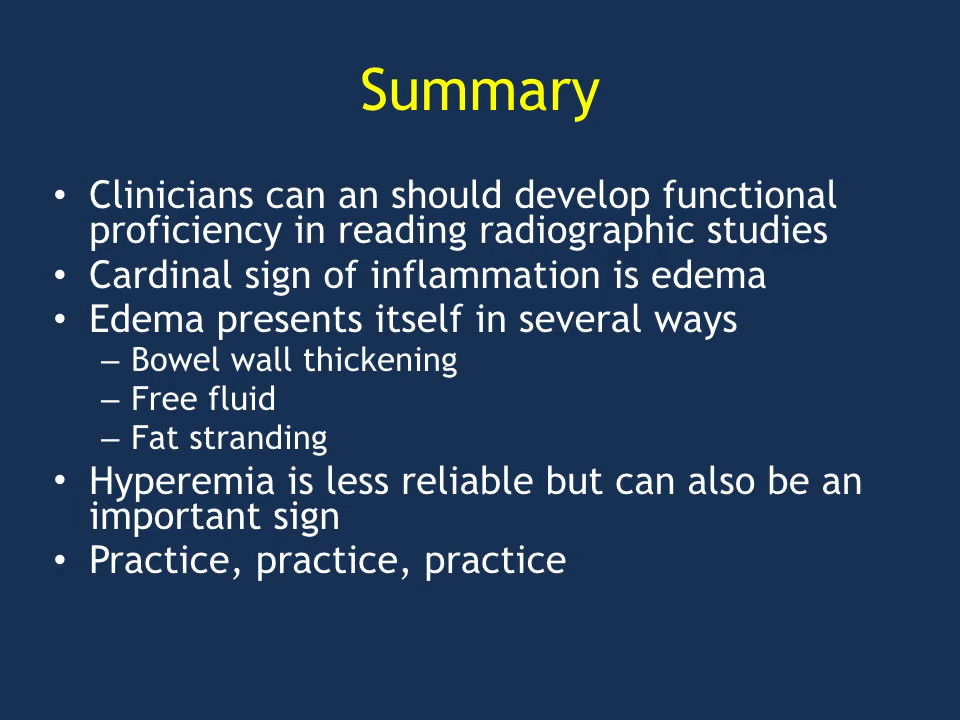 Summary
• Clinicians can an should develop functional
proficiency in reading radiographic studies
• Cardinal sign of inflammation is edema
• Edema presents itself in several ways
– Bowel wall thickening
– Free fluid
– Fat stranding
• Hyperemia is less reliable but can also be an
important sign
• Practice, practice, practice